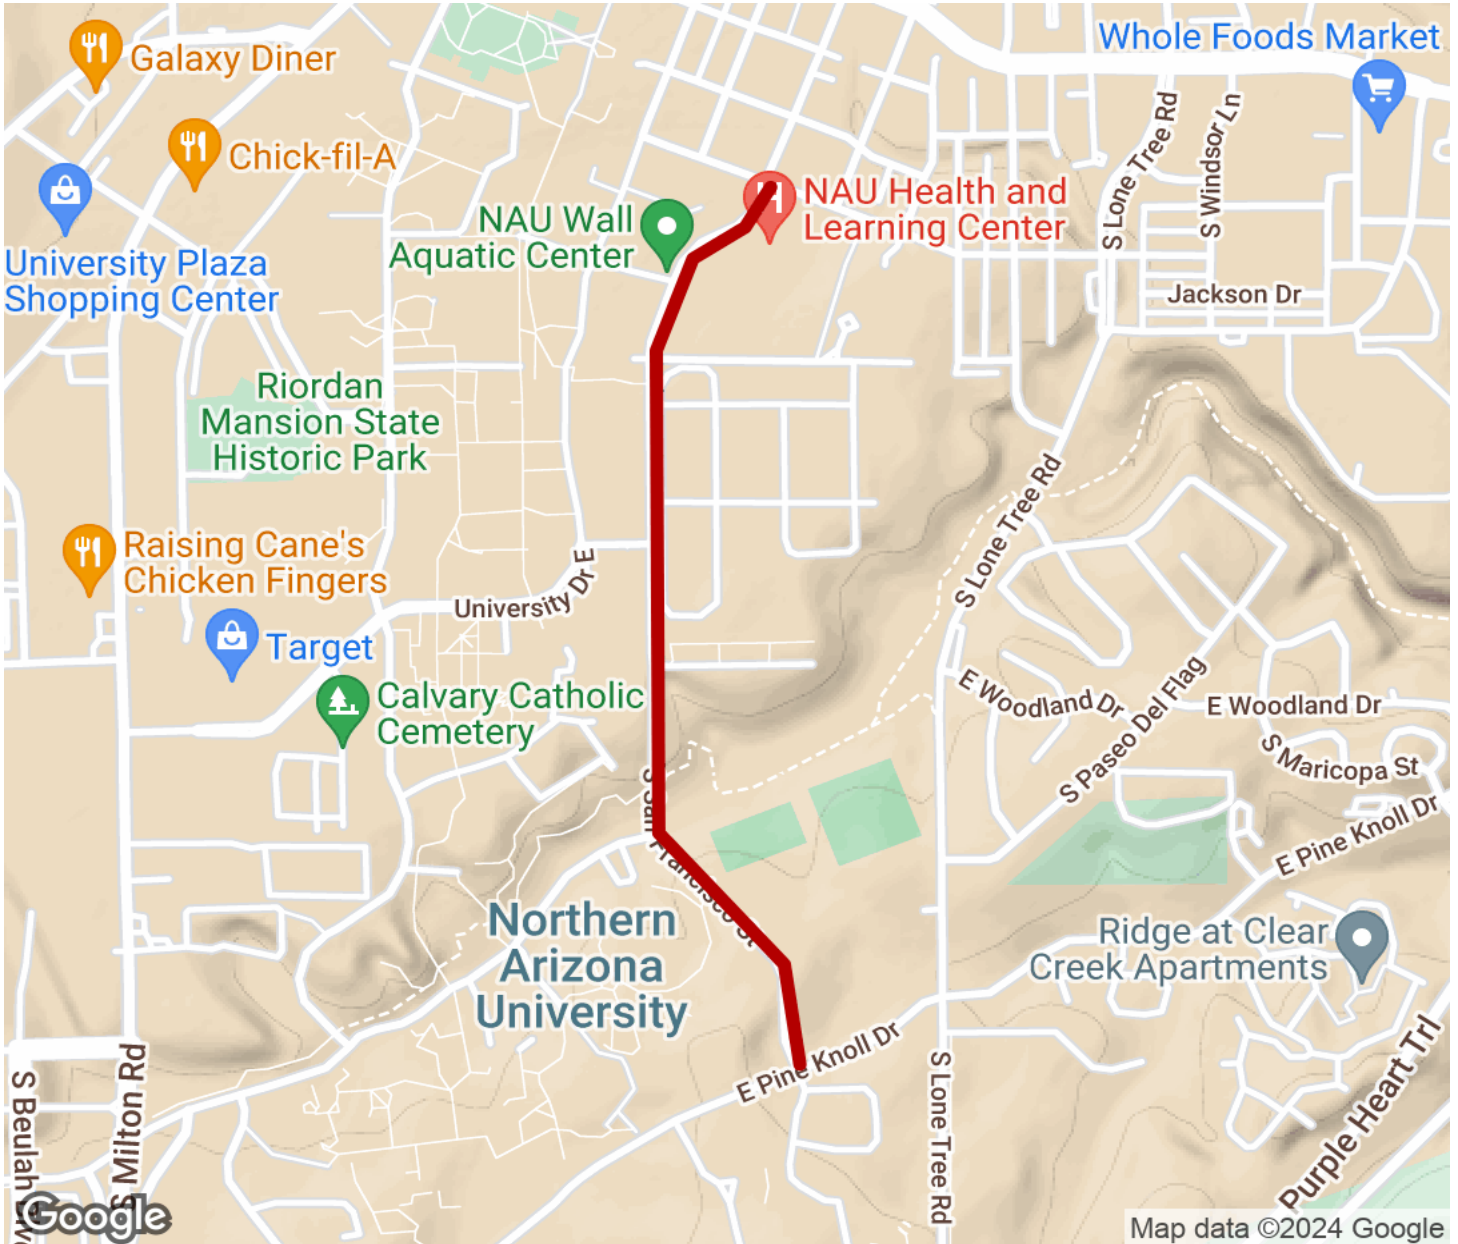 Whole Foods Market
Galaxy Diner
Chick-fil-A
S Lone Tree Rd
S Windsor Ln
NAU Health and
Learning Center
NAU Wall
Aquatic Center
University Plaza
Shopping Center
Jackson Dr
Riordan
Mansion State
Historic Park
S Lone Tree Rd
Raising Cane's
Chicken Fingers
University Dr E
Target
Calvary Catholic
Cemetery
E Woodland Dr
E Woodland Dr
S Paseo Del Flag
S Maricopa St
S San Francisco St
E Pine Knoll Dr
Northern
Arizona
University
Ridge at Clear
Creek Apartments
E Pine Knoll Dr
S Lone Tree Rd
Purple Heart Trl
S Milton Rd
S Beulah
Google
Map data ©2024 Google